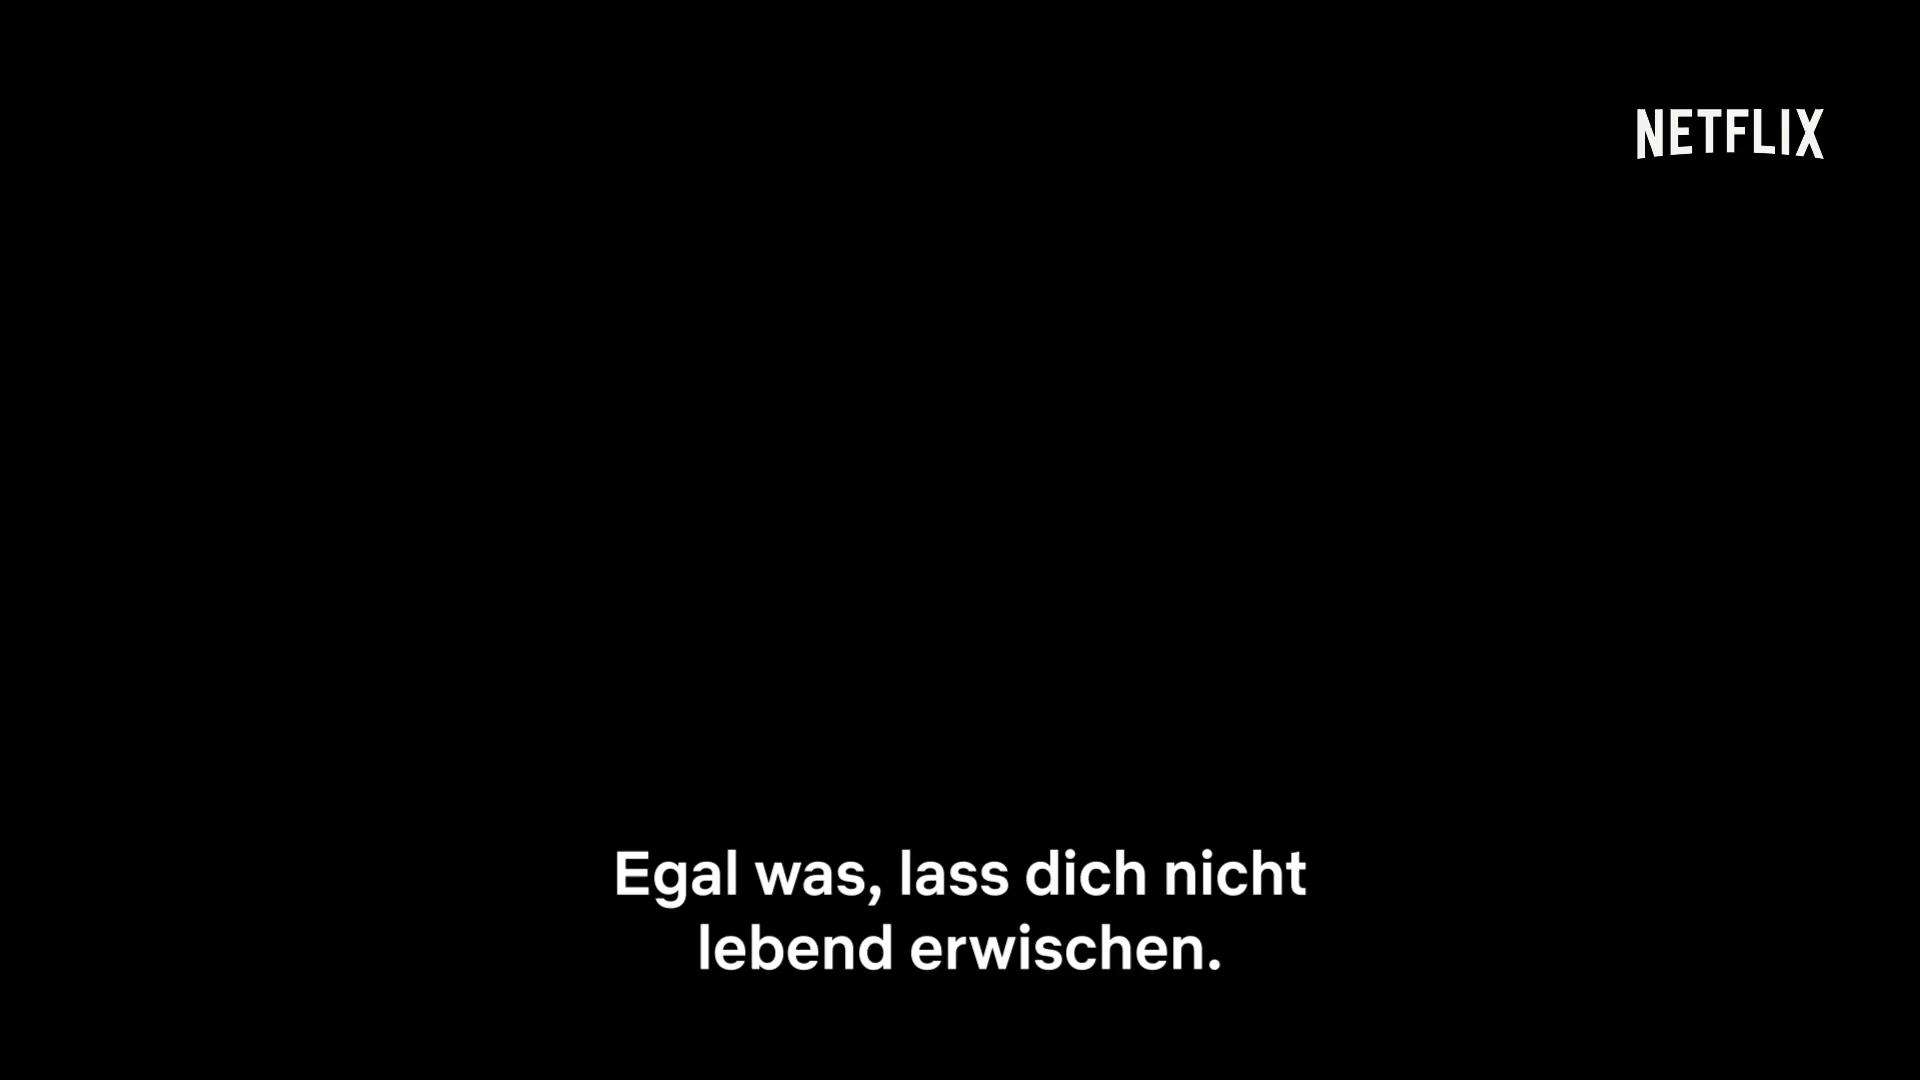 NETFLIX
Egal was, lass dich nicht
lebend erwischen.